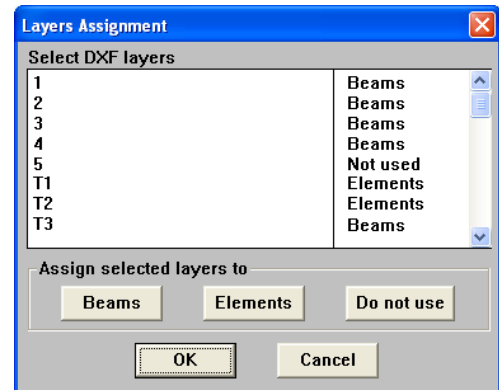 Layers Assignment
Select DXF layers
1 Beams
2 Beams
3 Beams
4 Beams
5 Not used
T1 Elements
T2 Elements
T3 Beams
Assign selected layers to
Beams Elements Do not use
OK Cancel